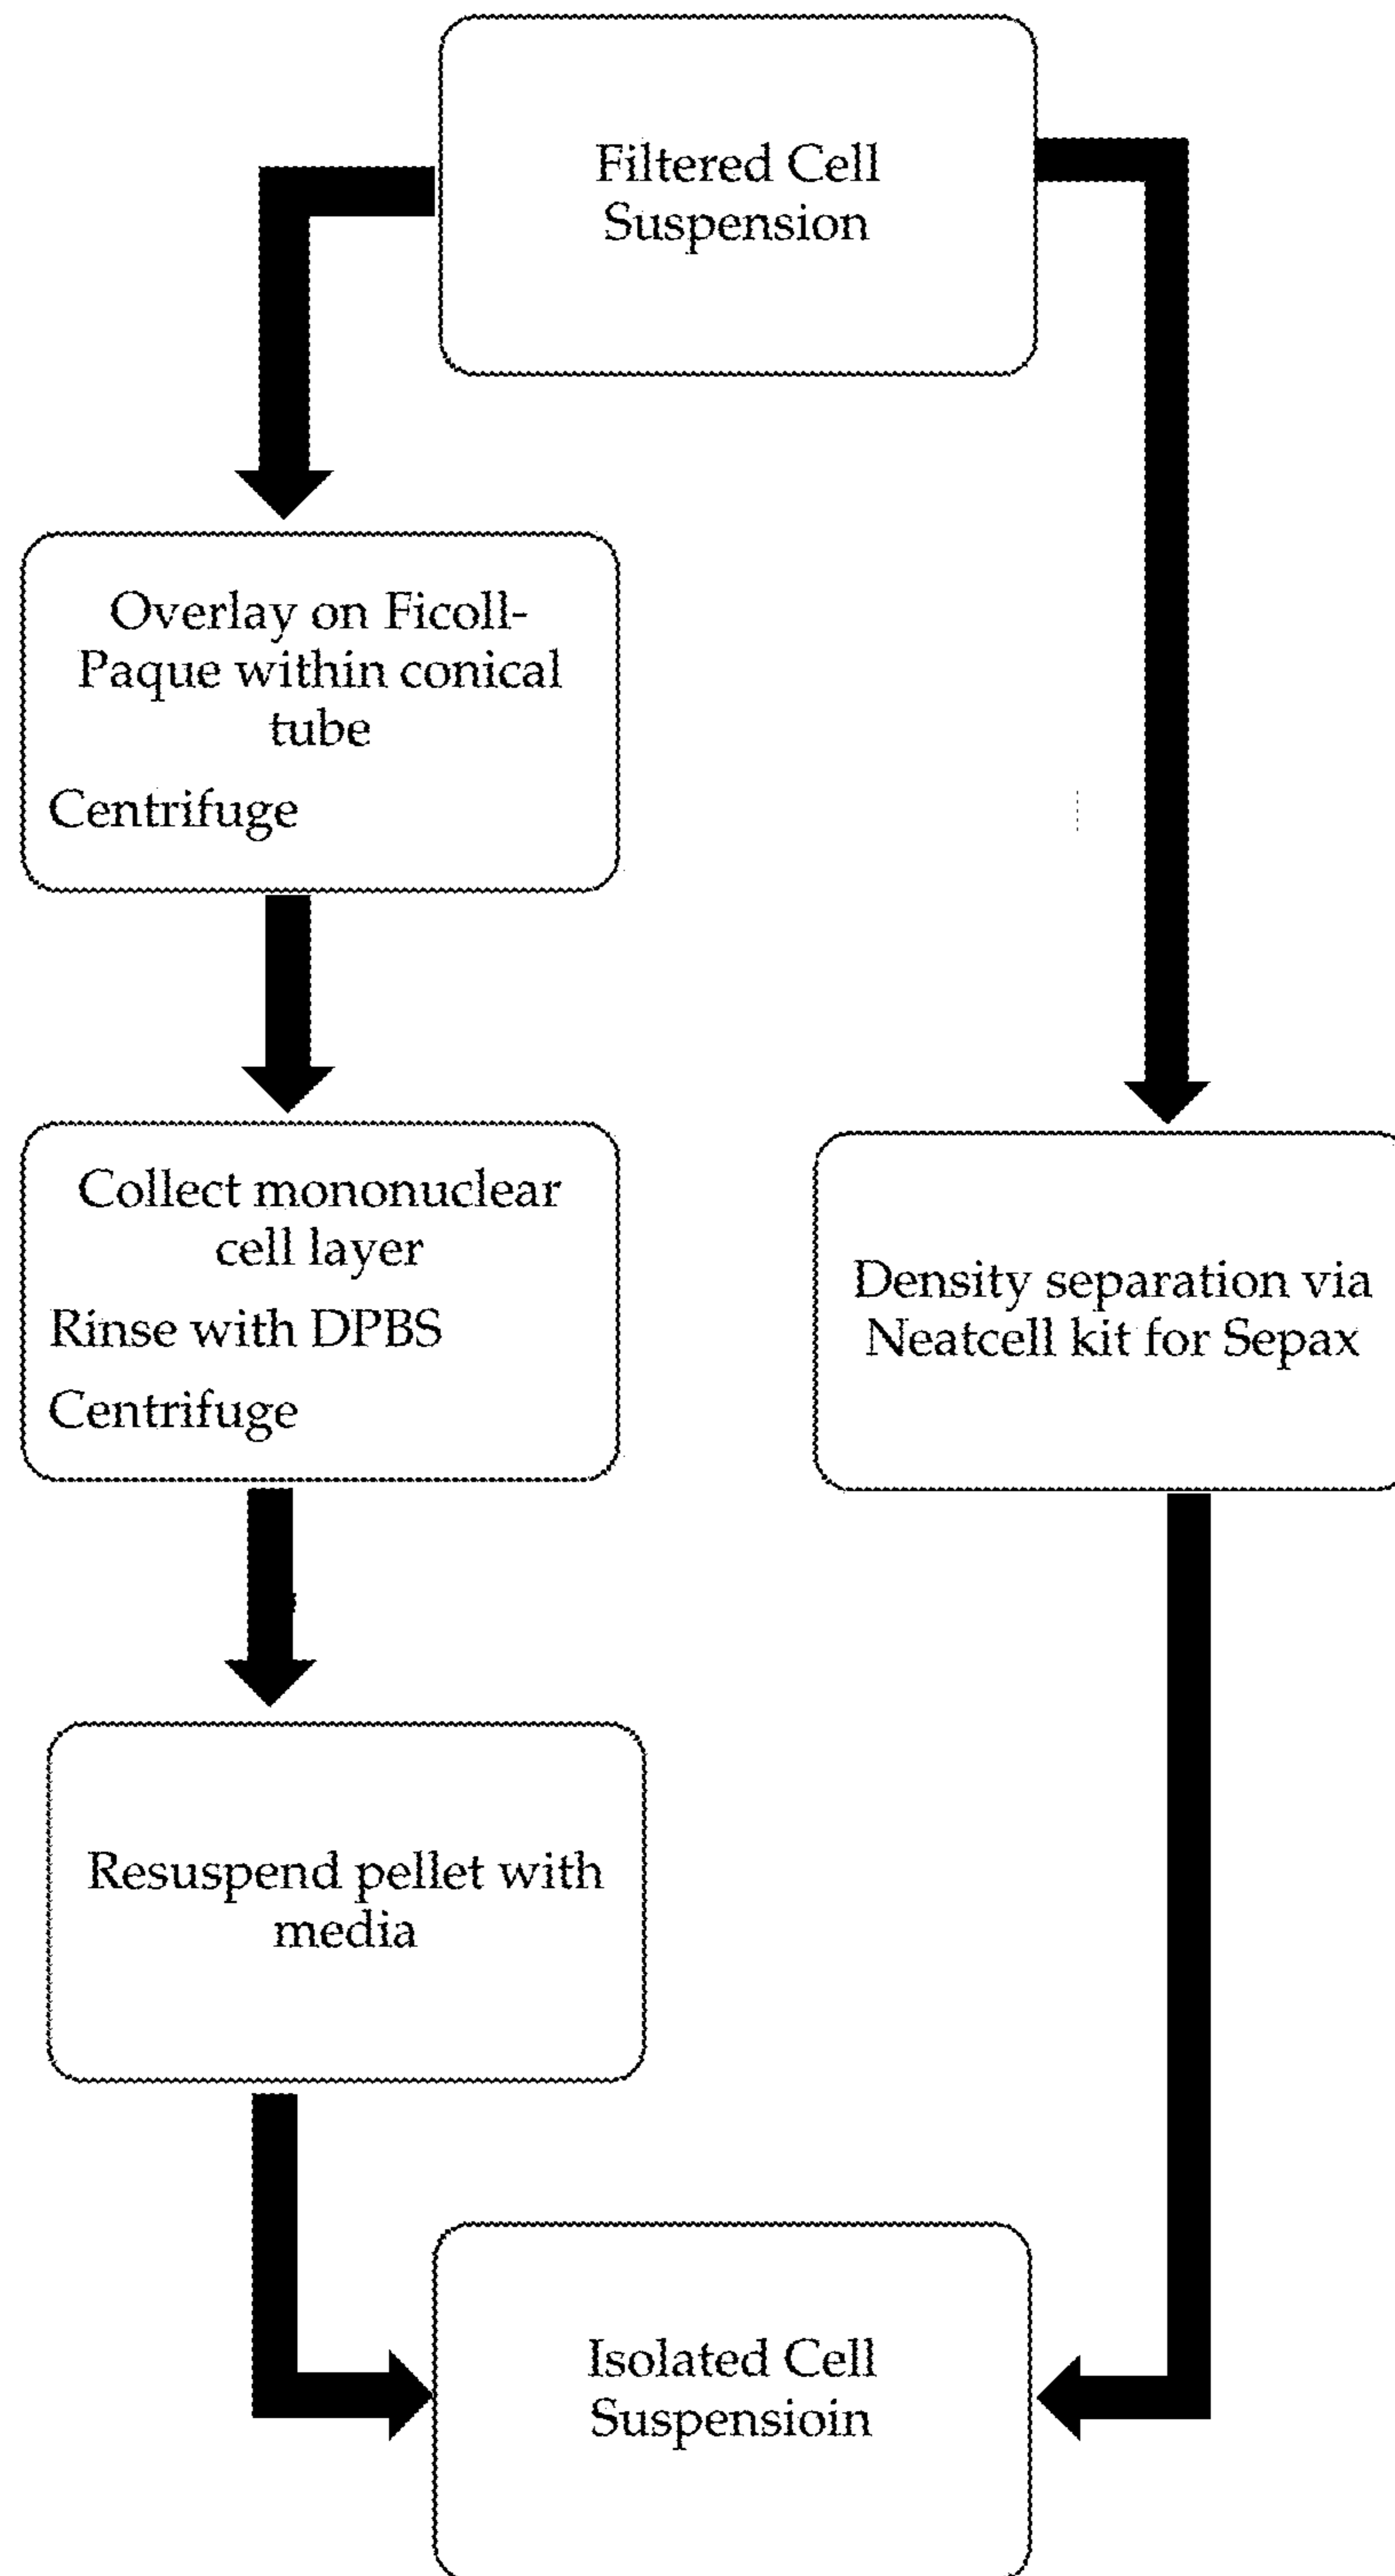 Filtered Cell
Suspension
Overlay on Ficoll-
Paque within conical
tube
Centrifuge
Collect mononuclear
cell layer
Rinse with DPBS
Centrifuge
Density separation via
Neatcell kit for Sepax
Resuspend pellet with
media
Isolated Cell
Suspensioin